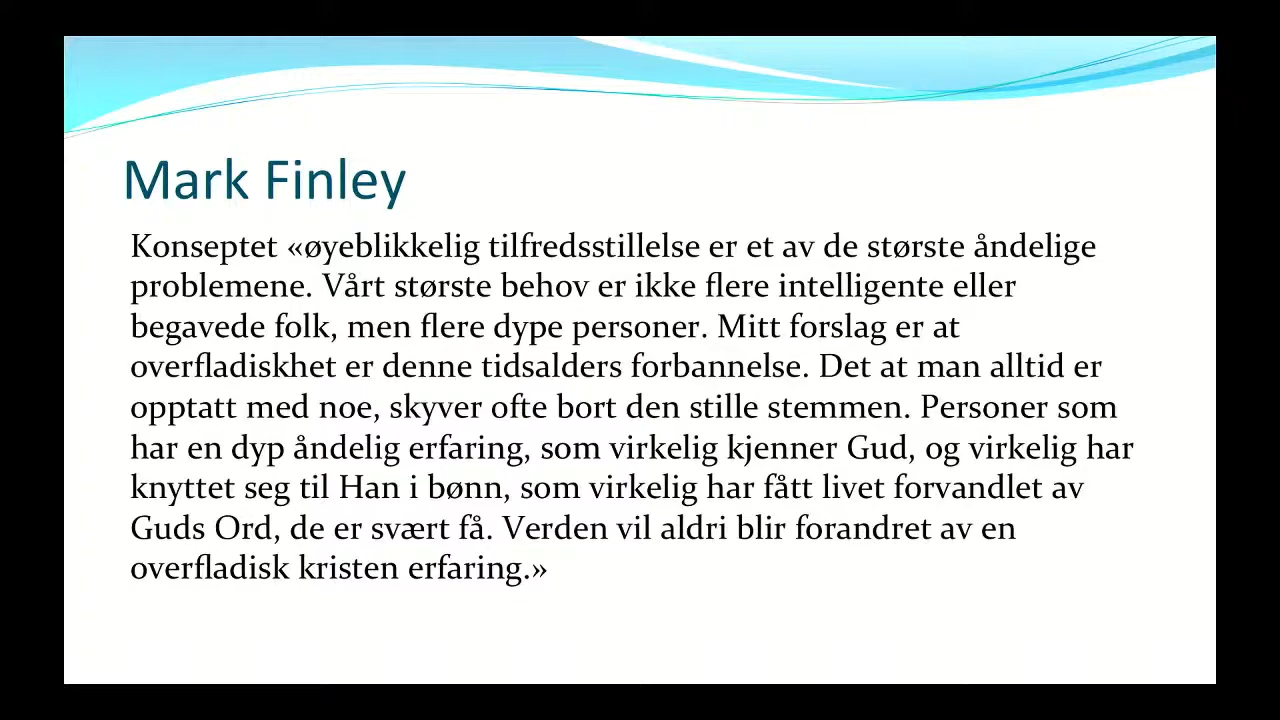 Mark Finley
Konseptet «øyeblikkelig tilfredsstillelse er et av de største åndelige
problemene. Vårt største behov er ikke flere intelligente eller
begavede folk, men flere dype personer. Mitt forslag er at
overfladiskhet er denne tidsalders forbannelse. Det at man alltid er
opptatt med noe, skyver ofte bort den stille stemmen. Personer som
har en dyp åndelig erfaring, som virkelig kjenner Gud, og virkelig har
knyttet seg til Han i bønn, som virkelig har fått livet forvandlet av
Guds Ord, de er svært få. Verden vil aldri blir forandret av en
overfladisk kristen erfaring.»